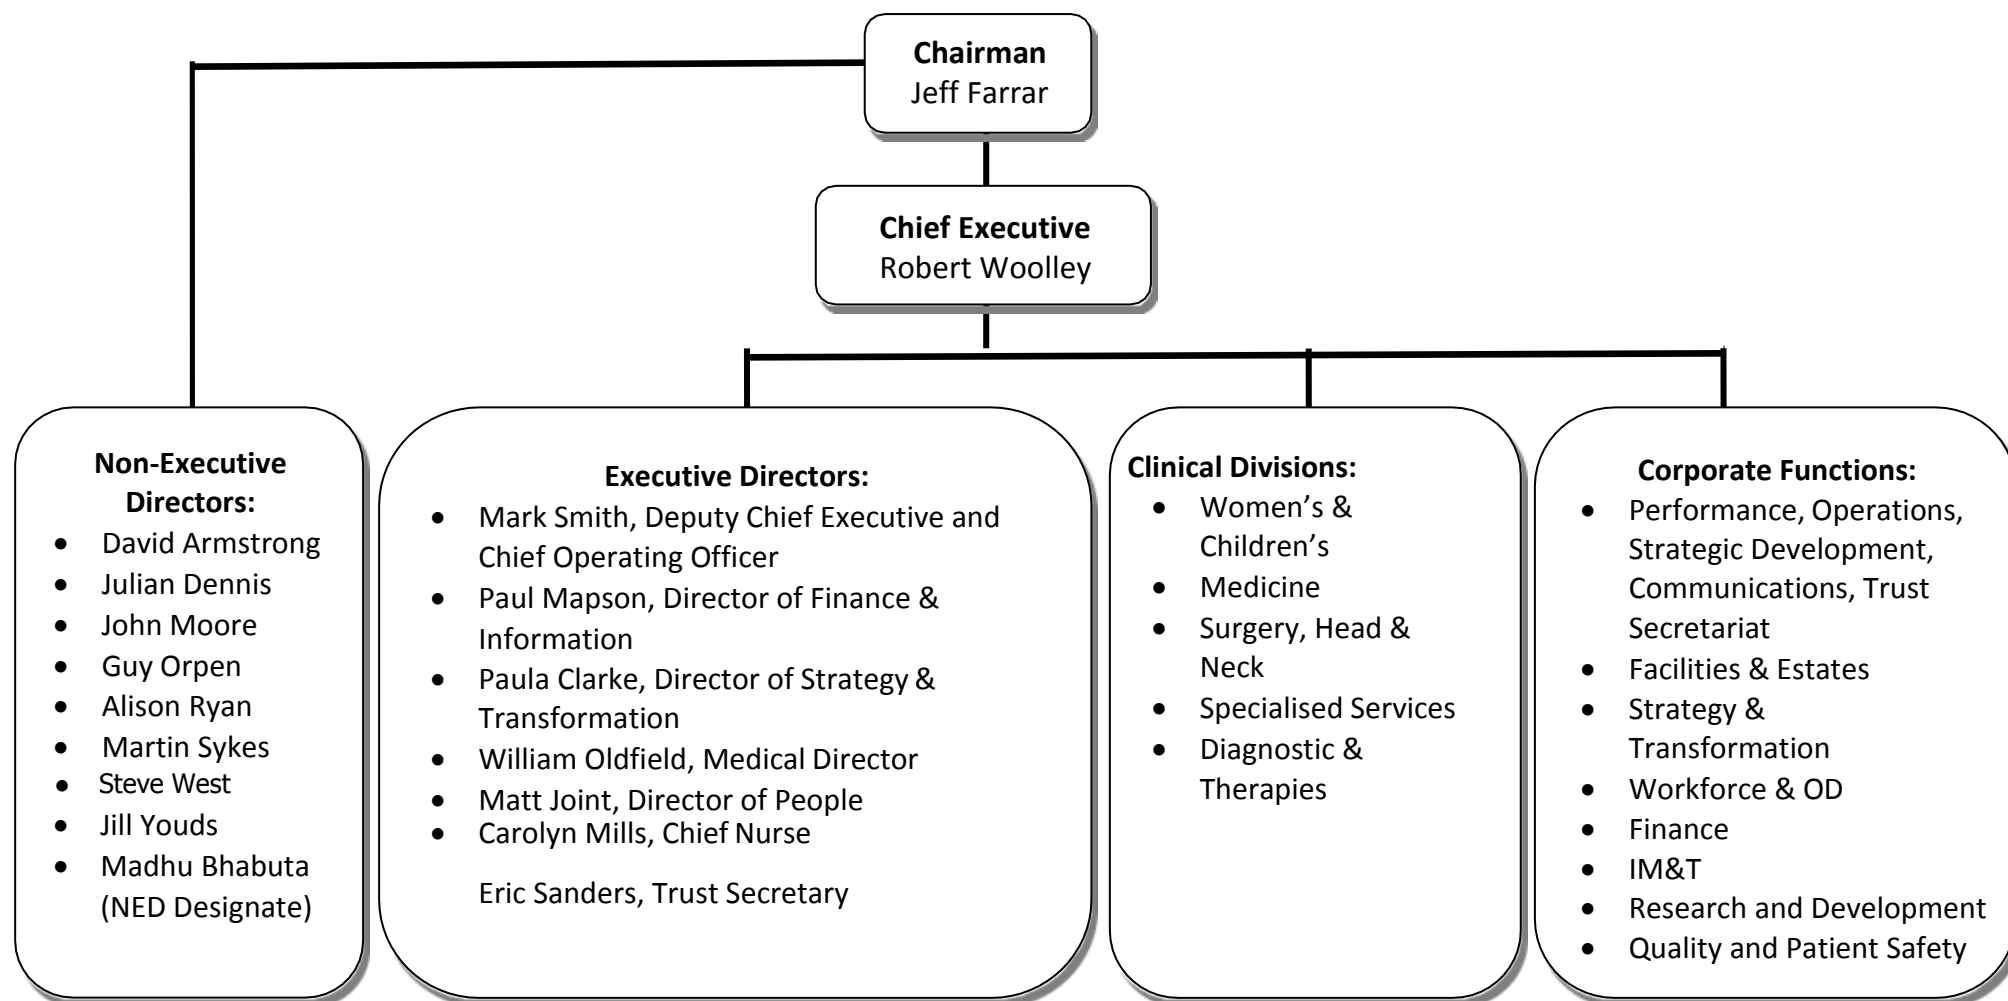 Chairman
Jeff Farrar
Chief Executive
Robert Woolley
Non-Executive
Directors:
• David Armstrong
• Julian Dennis
• John Moore
• Guy Orpen
• Alison Ryan
• Martin Sykes
• Steve West
• Jill Youds
• Madhu Bhabuta
(NED Designate)
Executive Directors:
• Mark Smith, Deputy Chief Executive and
Chief Operating Officer
• Paul Mapson, Director of Finance &
Information
• Paula Clarke, Director of Strategy &
Transformation
• William Oldfield, Medical Director
• Matt Joint, Director of People
• Carolyn Mills, Chief Nurse
Eric Sanders, Trust Secretary
Clinical Divisions:
• Women’s &
Children’s
• Medicine
• Surgery, Head &
Neck
• Specialised Services
• Diagnostic &
Therapies
Corporate Functions:
• Performance, Operations,
Strategic Development,
Communications, Trust
Secretariat
• Facilities & Estates
• Strategy &
Transformation
• Workforce & OD
• Finance
• IM&T
• Research and Development
• Quality and Patient Safety